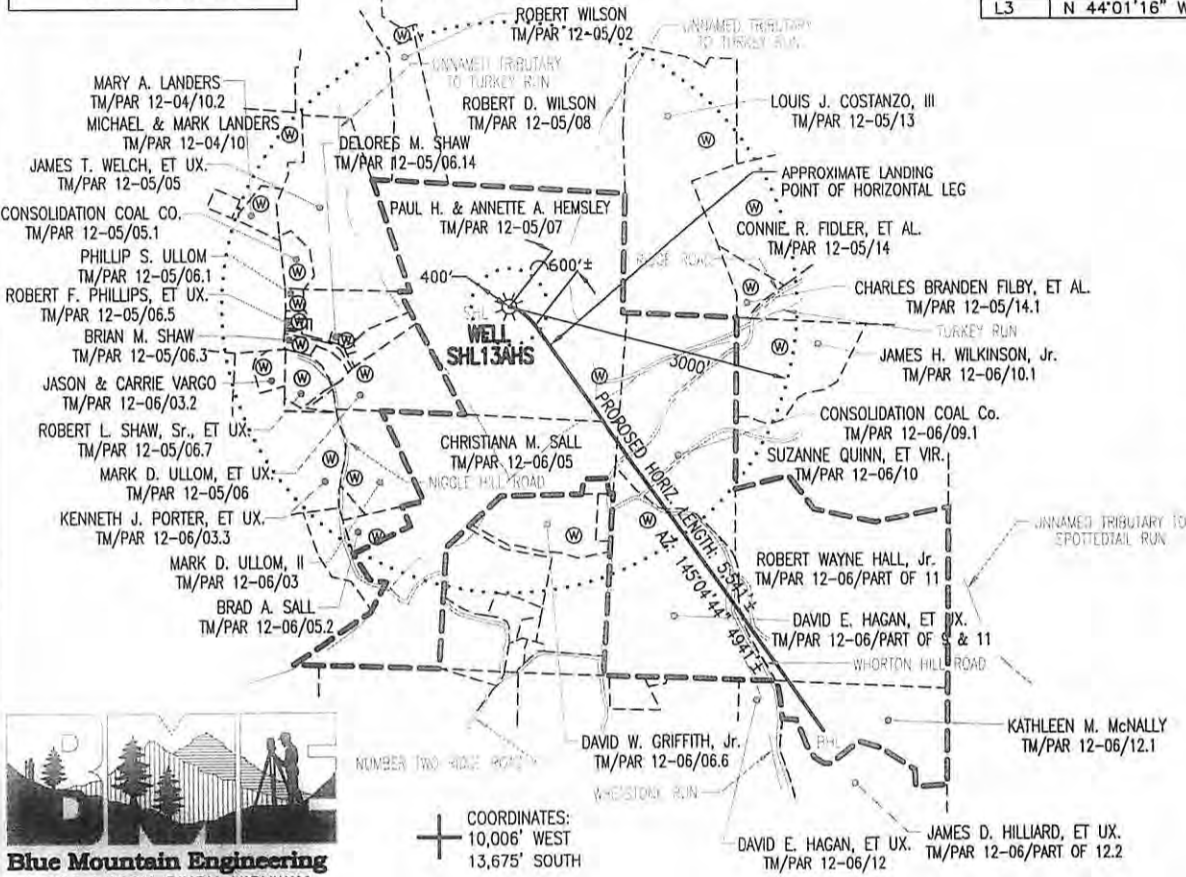 L3 N 44°01'16" W
ROBERT WILSON
TM/PAR 12-05/02
UNNAMED TRIBUTARY
TO TURKEY RUN
UNNAMED TRIBUTARY
TO TURKEY RUN
MARY A. LANDERS
TM/PAR 12-04/10.2
ROBERT D. WILSON
TM/PAR 12-05/08
LOUIS J. COSTANZO, III
TM/PAR 12-05/13
MICHAEL & MARK LANDERS
TM/PAR 12-04/10
DELORES M. SHAW
TM/PAR 12-05/06.14
JAMES T. WELCH, ET UX.
TM/PAR 12-05/05
APPROXIMATE LANDING
POINT OF HORIZONTAL LEG
CONSOLIDATION COAL CO.
TM/PAR 12-05/05.1
PAUL H. & ANNETTE A. HEMSLEY
TM/PAR 12-05/07
CONNIE R. FIDLER, ET AL.
TM/PAR 12-05/14
PHILLIP S. ULLOM
TM/PAR 12-05/06.1
400'
600'±
RIDGE ROAD
CHARLES BRANDEN FILBY, ET AL.
TM/PAR 12-05/14.1
ROBERT F. PHILLIPS, ET UX.
TM/PAR 12-05/06.5
SHL
WELL
SHL13AHS
TURKEY RUN
BRIAN M. SHAW
TM/PAR 12-05/06.3
3000'
JAMES H. WILKINSON, Jr.
TM/PAR 12-06/10.1
JASON & CARRIE VARGO
TM/PAR 12-06/03.2
CONSOLIDATION COAL Co.
TM/PAR 12-06/09.1
ROBERT L. SHAW, Sr., ET UX.
TM/PAR 12-05/06.7
CHRISTIANA M. SALL
TM/PAR 12-06/05
SUZANNE QUINN, ET VIR.
TM/PAR 12-06/10
MARK D. ULLOM, ET UX.
TM/PAR 12-05/06
NIGGLE HILL ROAD
PROPOSED HORIZ. LENGTH: 5,541'±
AZ: 145°04'44" 4941'±
KENNETH J. PORTER, ET UX.
TM/PAR 12-06/03.3
UNNAMED TRIBUTARY TO
SPOTTEDTAIL RUN
MARK D. ULLOM, II
TM/PAR 12-06/03
ROBERT WAYNE HALL, Jr.
TM/PAR 12-06/PART OF 11
BRAD A. SALL
TM/PAR 12-06/05.2
DAVID E. HAGAN, ET UX.
TM/PAR 12-06/PART OF 9 & 11
WHORTON HILL ROAD
KATHLEEN M. McNALLY
TM/PAR 12-06/12.1
BHL
DAVID W. GRIFFITH, Jr.
TM/PAR 12-06/06.6
NUMBER TWO RIDGE ROAD
WHETSTONE RUN
BME
Blue Mountain Engineering
COORDINATES:
10,006' WEST
13,675' SOUTH
DAVID E. HAGAN, ET UX.
TM/PAR 12-06/12
JAMES D. HILLIARD, ET UX.
TM/PAR 12-06/PART OF 12.2